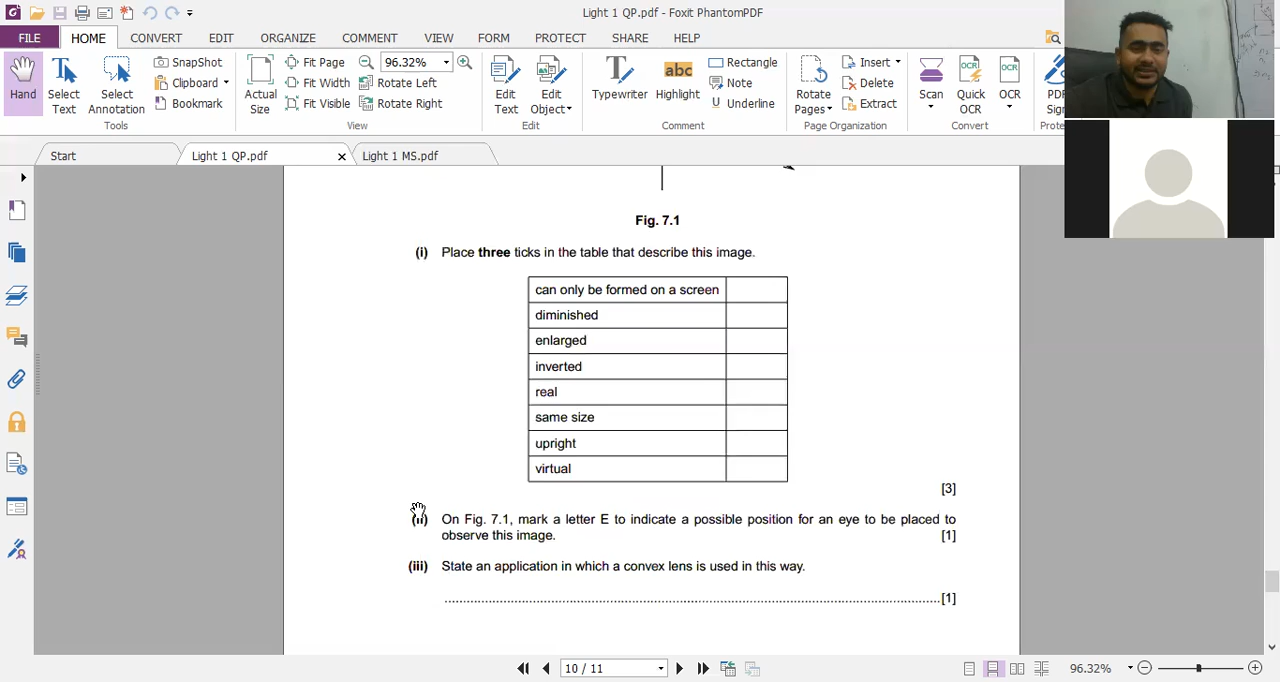 Light 1 QP.pdf - Foxit PhantomPDF
FILE HOME CONVERT EDIT ORGANIZE COMMENT VIEW FORM PROTECT SHARE HELP
Hand
Select Text
Select Annotation
SnapShot
Clipboard
Bookmark
Tools
Actual Size
Fit Page
Fit Width
Fit Visible
96.32%
Rotate Left
Rotate Right
View
Edit Text
Edit Object
Edit
Typewriter
Highlight
Rectangle
Note
Underline
Comment
Rotate Pages
Insert
Delete
Extract
Page Organization
Scan
Quick OCR
OCR
Convert
PDF
Sign
Prote
Start
Light 1 QP.pdf
Light 1 MS.pdf
Fig. 7.1
(i) Place three ticks in the table that describe this image.
can only be formed on a screen
diminished
enlarged
inverted
real
same size
upright
virtual
[3]
(ii) On Fig. 7.1, mark a letter E to indicate a possible position for an eye to be placed to
observe this image. [1]
(iii) State an application in which a convex lens is used in this way.
[1]
10 / 11
96.32%